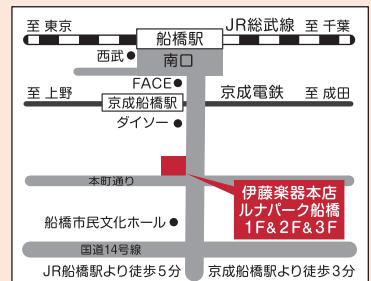 至 東京
船橋駅
JR総武線
至 千葉
西武
南口
FACE
至 上野
京成船橋駅
京成電鉄
至 成田
ダイソー
本町通り
伊藤楽器本店
ルナパーク船橋
1F&2F&3F
船橋市民文化ホール
国道14号線
JR船橋駅より徒歩5分
京成船橋駅より徒歩3分